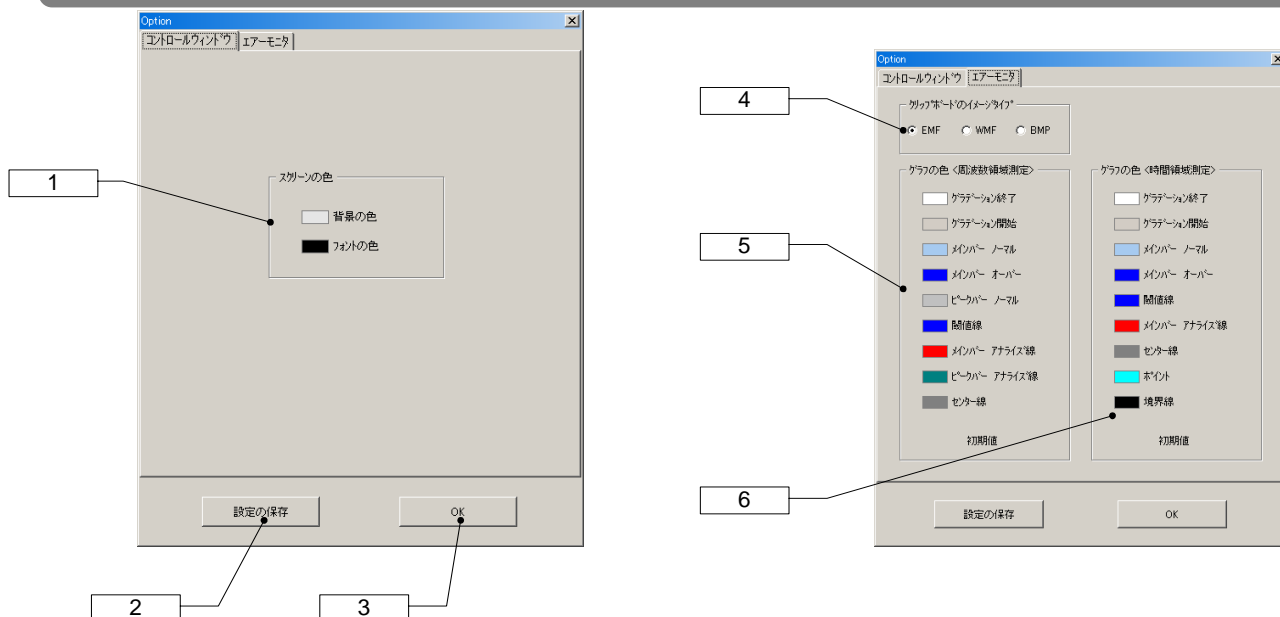 Option
コントロールウィンドウ エアーモニタ
1
スクリーンの色
背景の色
フォントの色
設定の保存 OK
2
3
Option
コントロールウィンドウ エアーモニタ
4
クリップボードのイメージタイプ
EMF WMF BMP
5
グラフの色 <周波数領域測定>
グラデーション終了
グラデーション開始
メインバー ノーマル
メインバー オーバー
ピークバー ノーマル
閾値線
メインバー アナライズ線
ピークバー アナライズ線
センター線
初期値
グラフの色 <時間領域測定>
グラデーション終了
グラデーション開始
メインバー ノーマル
メインバー オーバー
閾値線
メインバー アナライズ線
センター線
ポイント
境界線
初期値
6
設定の保存 OK